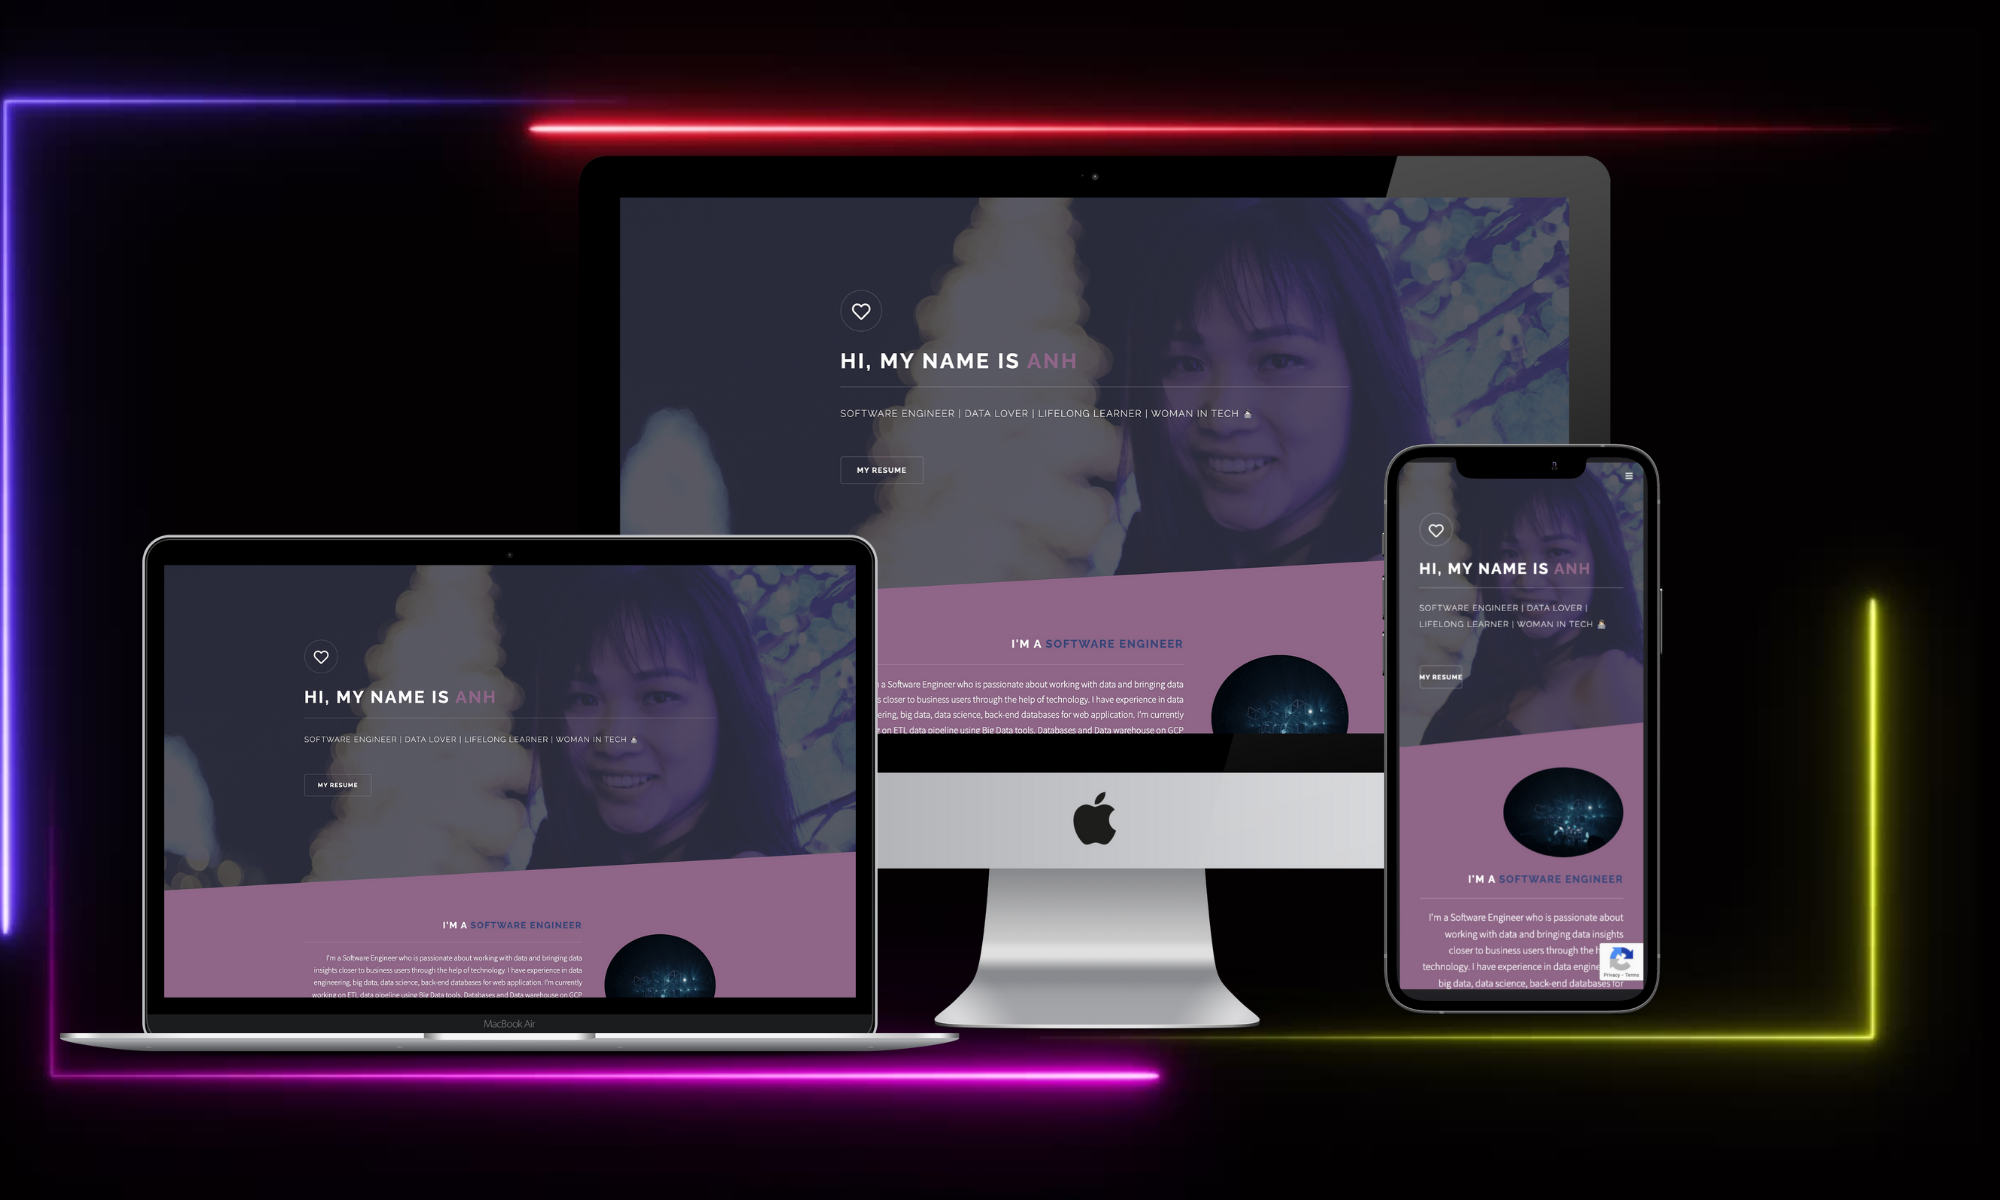 HI, MY NAME IS ANH
SOFTWARE ENGINEER | DATA LOVER | LIFELONG LEARNER | WOMAN IN TECH
MY RESUME
I'M A SOFTWARE ENGINEER
a Software Engineer who is passionate about working with data and bringing data
closer to business users through the help of technology. I have experience in data
big data, data science, back-end databases for web application. I'm currently
on ETL data pipeline using Big Data tools, Databases and Data warehouse on GCP
HI, MY NAME IS ANH
SOFTWARE ENGINEER | DATA LOVER | LIFELONG LEARNER | WOMAN IN TECH
MY RESUME
I'M A SOFTWARE ENGINEER
I'm a Software Engineer who is passionate about working with data and bringing data
insights closer to business users through the help of technology. I have experience in data
engineering, big data, data science, back-end databases for web application. I'm currently
working on ETL data pipeline using Big Data tools, Databases and Data warehouse on GCP
MacBook Air
HI, MY NAME IS ANH
SOFTWARE ENGINEER | DATA LOVER |
LIFELONG LEARNER | WOMAN IN TECH
MY RESUME
I'M A SOFTWARE ENGINEER
I'm a Software Engineer who is passionate about
working with data and bringing data insights
closer to business users through the
technology. I have experience in data
big data, data science, back-end databases for
Privacy - Terms